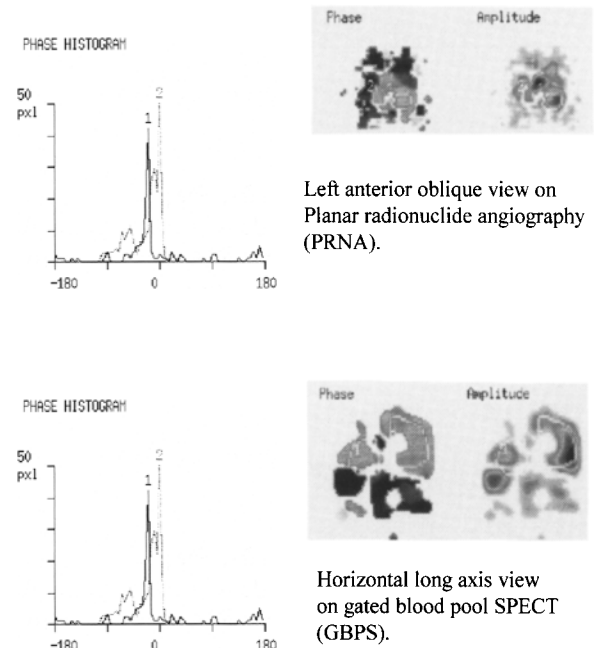 PHASE HISTOGRAM
50
px1
1
2
-180
0
180
Phase
Amplitude
Left anterior oblique view on
Planar radionuclide angiography
(PRNA).
PHASE HISTOGRAM
50
px1
1
2
-180
0
180
Phase
Amplitude
Horizontal long axis view
on gated blood pool SPECT
(GBPS).